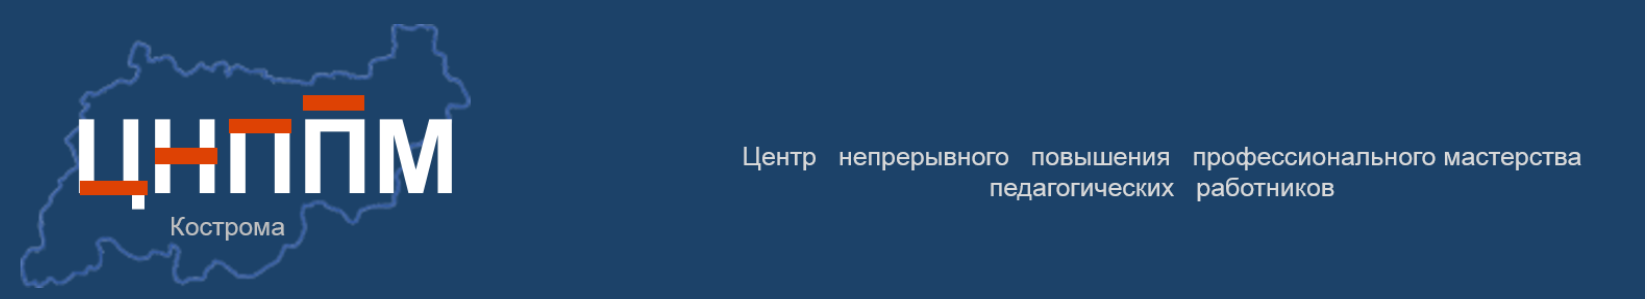 ЦНППМ
Кострома
Центр непрерывного повышения профессионального мастерства
педагогических работников